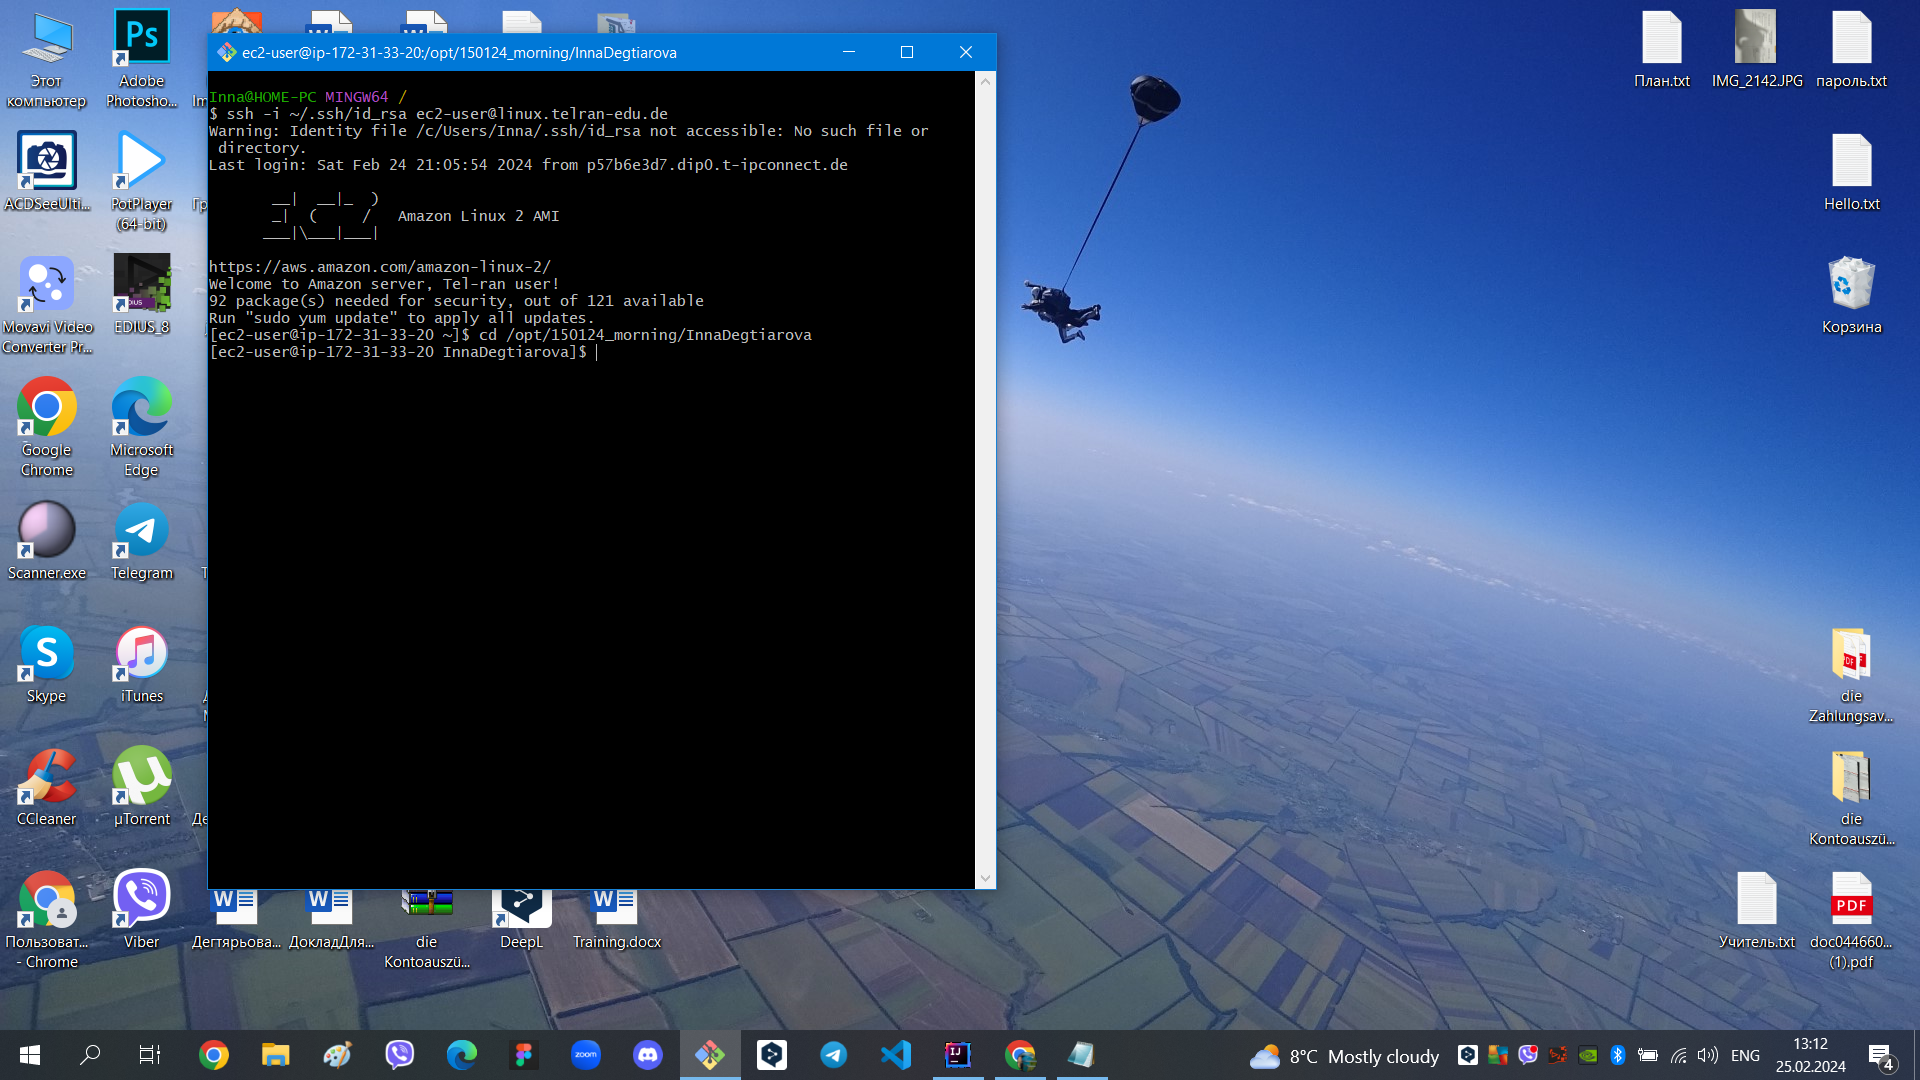 ec2-user@ip-172-31-33-20:/opt/150124_morning/InnaDegtiarova
Inna@HOME-PC MINGW64 /
$ ssh -i ~/.ssh/id_rsa ec2-user@linux.telran-edu.de
Warning: Identity file /c/Users/Inna/.ssh/id_rsa not accessible: No such file or
directory.
Last login: Sat Feb 24 21:05:54 2024 from p57b6e3d7.dip0.t-ipconnect.de
__|  __|_  )
_|  (     /   Amazon Linux 2 AMI
___|\___|___|
https://aws.amazon.com/amazon-linux-2/
Welcome to Amazon server, Tel-ran user!
92 package(s) needed for security, out of 121 available
Run "sudo yum update" to apply all updates.
[ec2-user@ip-172-31-33-20 ~]$ cd /opt/150124_morning/InnaDegtiarova
[ec2-user@ip-172-31-33-20 InnaDegtiarova]$
Этот
компьютер
Ps
Adobe
Photosho...
ACDSeeUlti...
PotPlayer
(64-bit)
Movavi Video
Converter Pr...
EDIUS_8
Google
Chrome
Microsoft
Edge
Scanner.exe
Telegram
Skype
iTunes
CCleaner
µTorrent
Пользоват...
- Chrome
Viber
Дегтярьова...
ДокладДля...
die
Kontoauszü...
DeepL
Training.docx
План.txt
IMG_2142.JPG
пароль.txt
Hello.txt
Корзина
die
Zahlungsav...
die
Kontoauszü...
Учитель.txt
PDF
doc044660...
(1).pdf
zoom
8°C Mostly cloudy
ENG
13:12
25.02.2024
4